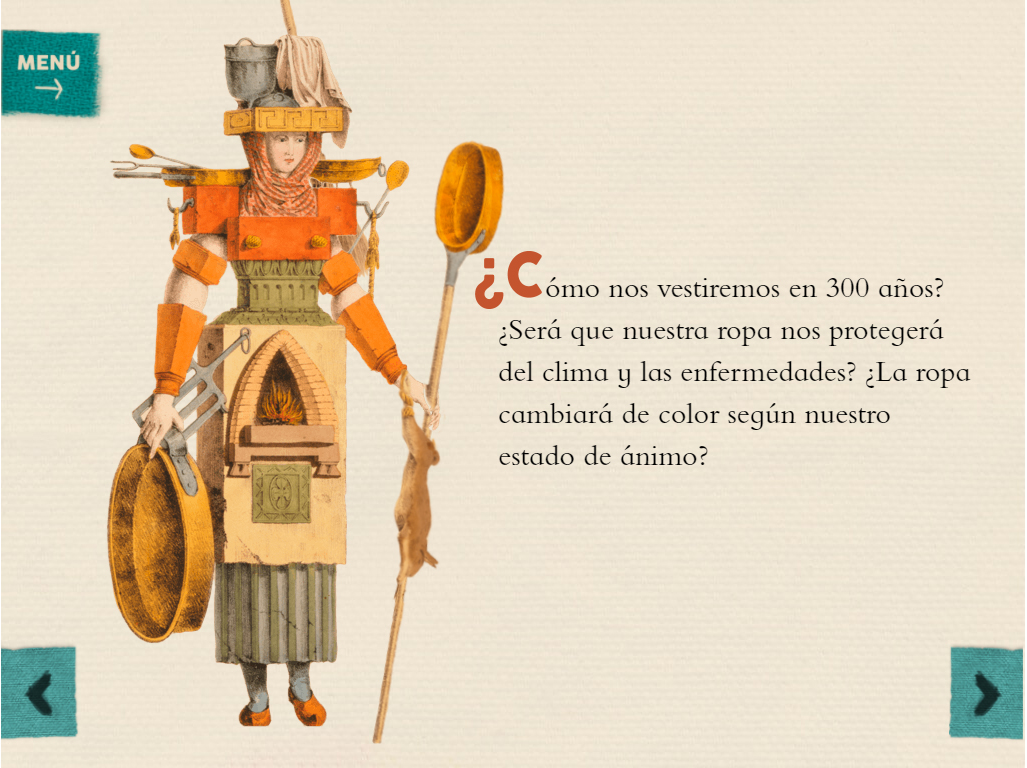 MENÚ
¿Cómo nos vestiremos en 300 años?
¿Será que nuestra ropa nos protegerá
del clima y las enfermedades? ¿La ropa
cambiará de color según nuestro
estado de ánimo?